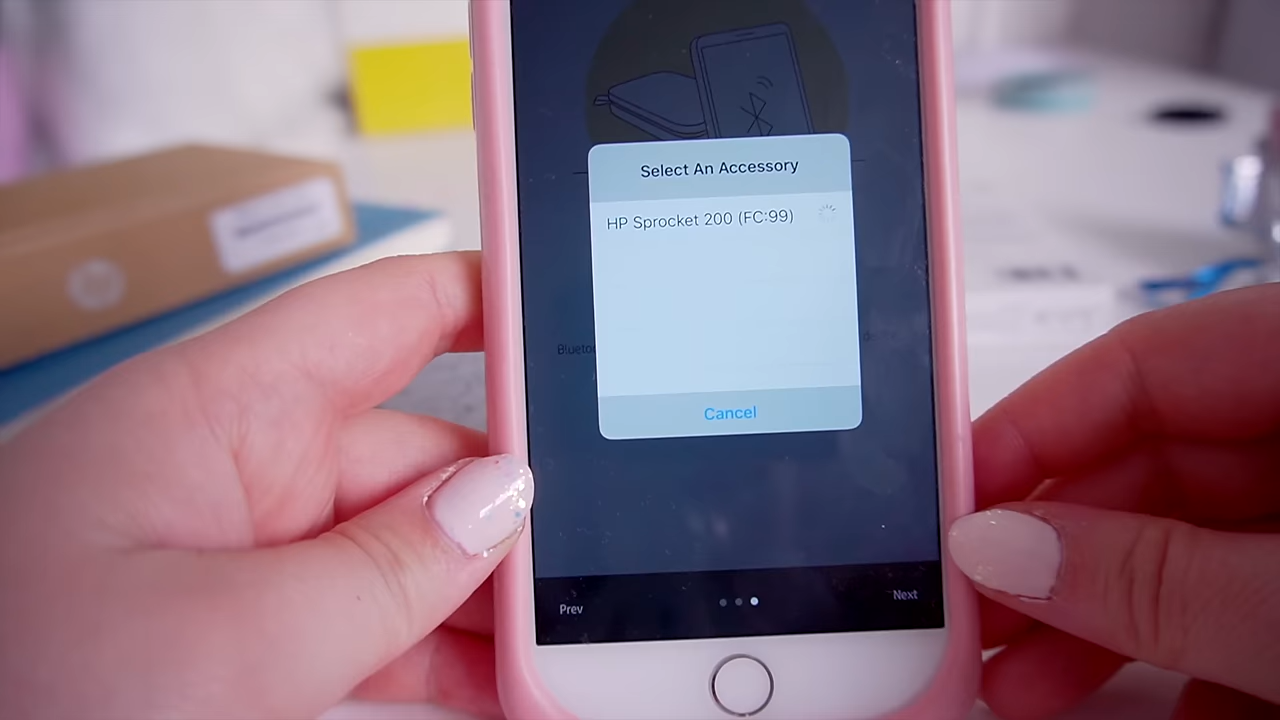 Select An Accessory
HP Sprocket 200 (FC:99)
Cancel
Prev
Next